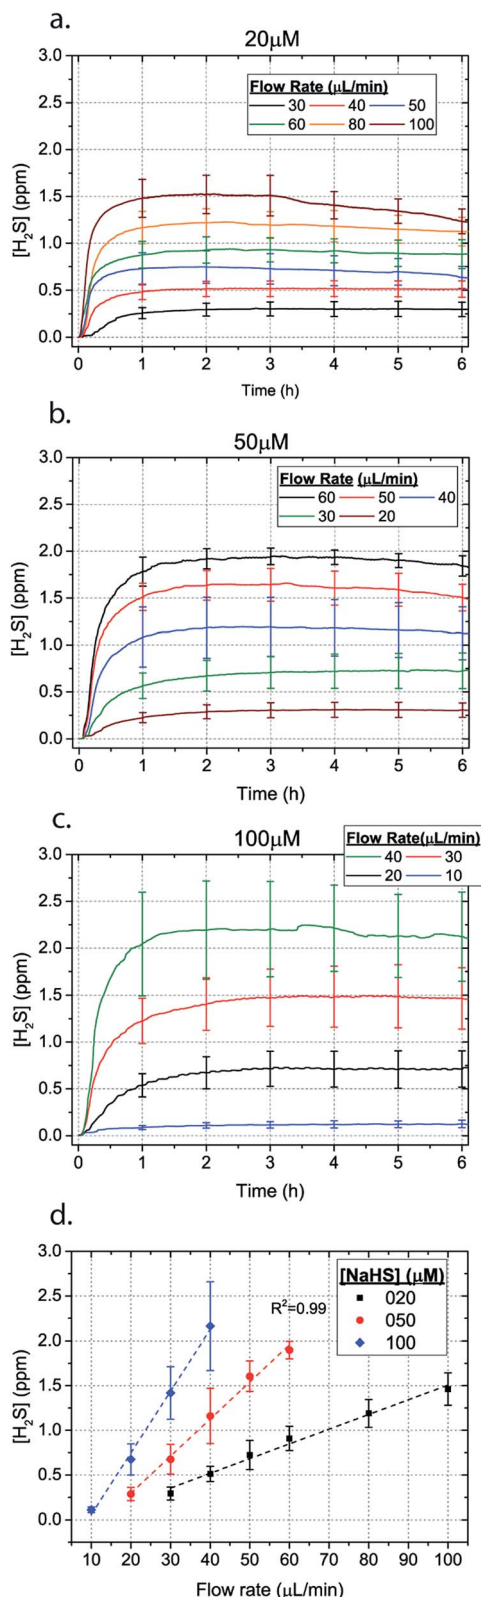 a.
20μM
Flow Rate (μL/min)
30 40 50
60 80 100
3.0
2.5
2.0
1.5
1.0
0.5
0.0
[H2S] (ppm)
0 1 2 3 4 5 6
Time (h)
b.
50μM
Flow Rate (μL/min)
60 50 40
30 20
3.0
2.5
2.0
1.5
1.0
0.5
0.0
[H2S] (ppm)
0 1 2 3 4 5 6
Time (h)
c.
100μM
Flow Rate(μL/min)
40 30
20 10
3.0
2.5
2.0
1.5
1.0
0.5
0.0
[H2S] (ppm)
0 1 2 3 4 5 6
Time (h)
d.
[NaHS] (μM)
020
050
100
R²=0.99
3.0
2.5
2.0
1.5
1.0
0.5
0.0
[H2S] (ppm)
10 20 30 40 50 60 70 80 90 100
Flow rate (μL/min)